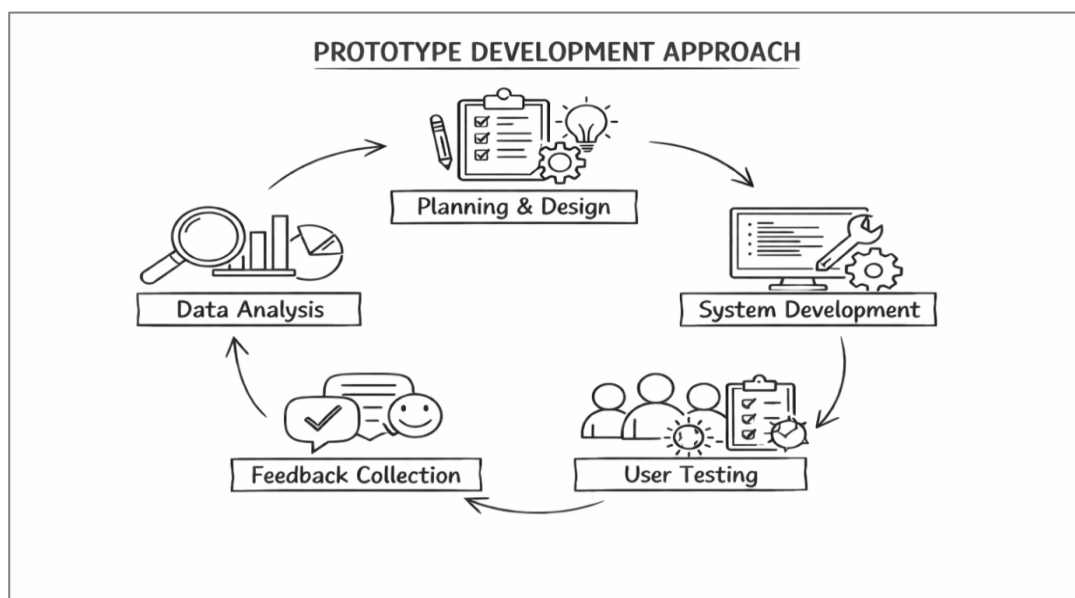 PROTOTYPE DEVELOPMENT APPROACH
Planning & Design
System Development
User Testing
Feedback Collection
Data Analysis